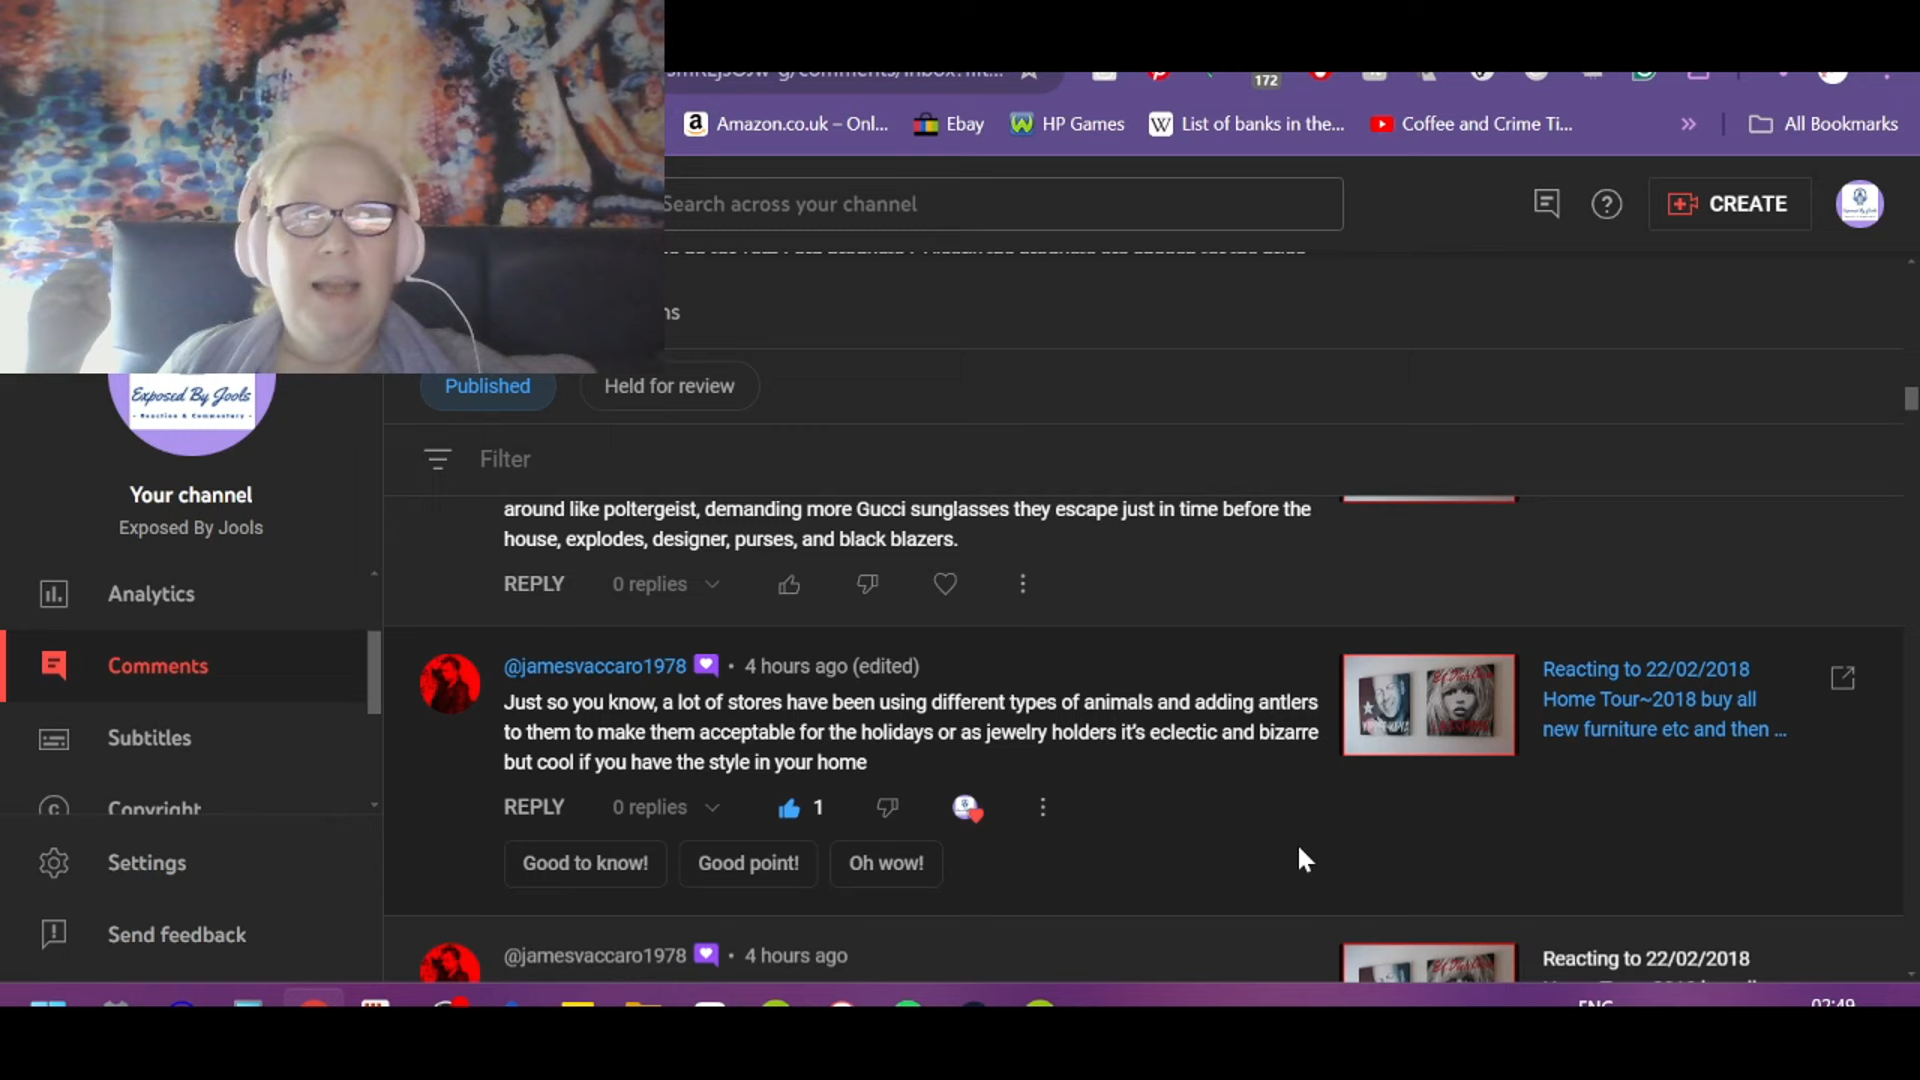 172
Amazon.co.uk – Onl...
Ebay
HP Games
List of banks in the...
Coffee and Crime Ti...
All Bookmarks
Search across your channel
CREATE
Published
Held for review
Exposed By Jools
- Reaction & Commentary -
Filter
Your channel
Exposed By Jools
around like poltergeist, demanding more Gucci sunglasses they escape just in time before the
house, explodes, designer, purses, and black blazers.
REPLY
0 replies
Analytics
Comments
Subtitles
Copyright
Settings
Send feedback
@jamesvaccaro1978
• 4 hours ago (edited)
Just so you know, a lot of stores have been using different types of animals and adding antlers
to them to make them acceptable for the holidays or as jewelry holders it's eclectic and bizarre
but cool if you have the style in your home
REPLY
0 replies
1
Good to know!
Good point!
Oh wow!
Reacting to 22/02/2018
Home Tour~2018 buy all
new furniture etc and then ...
@jamesvaccaro1978
• 4 hours ago
Reacting to 22/02/2018
ENG
02:49